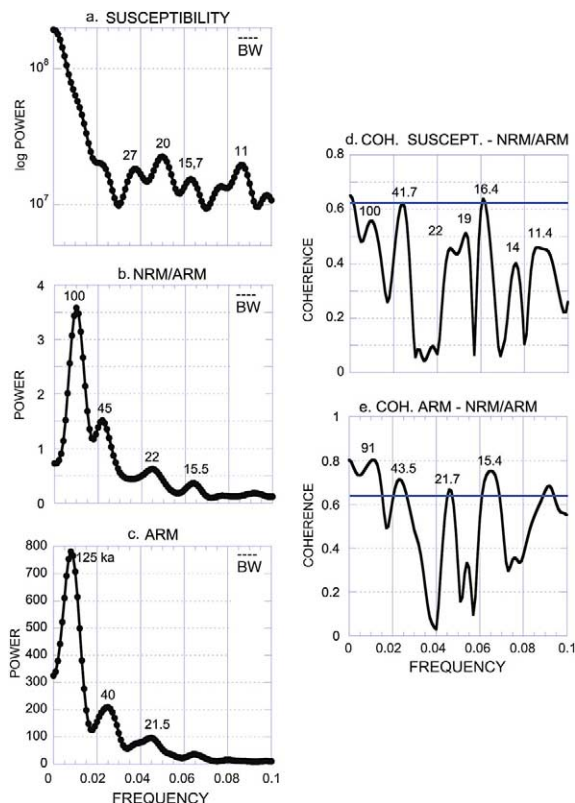 a. SUSCEPTIBILITY
BW
10^8
27
20
15,7
11
10^7
log POWER
b. NRM/ARM
BW
100
45
22
15.5
4
3
2
1
0
POWER
c. ARM
BW
125 ka
40
21.5
800
700
600
500
400
300
200
100
0
POWER
0 0.02 0.04 0.06 0.08 0.1
FREQUENCY
d. COH. SUSCEPT. - NRM/ARM
0.8
0.6
0.4
0.2
0
100
41.7
22
19
16.4
14
11.4
COHERENCE
e. COH. ARM - NRM/ARM
1
0.8
0.6
0.4
0.2
0
91
43.5
21.7
15.4
COHERENCE
0 0.02 0.04 0.06 0.08 0.1
FREQUENCY